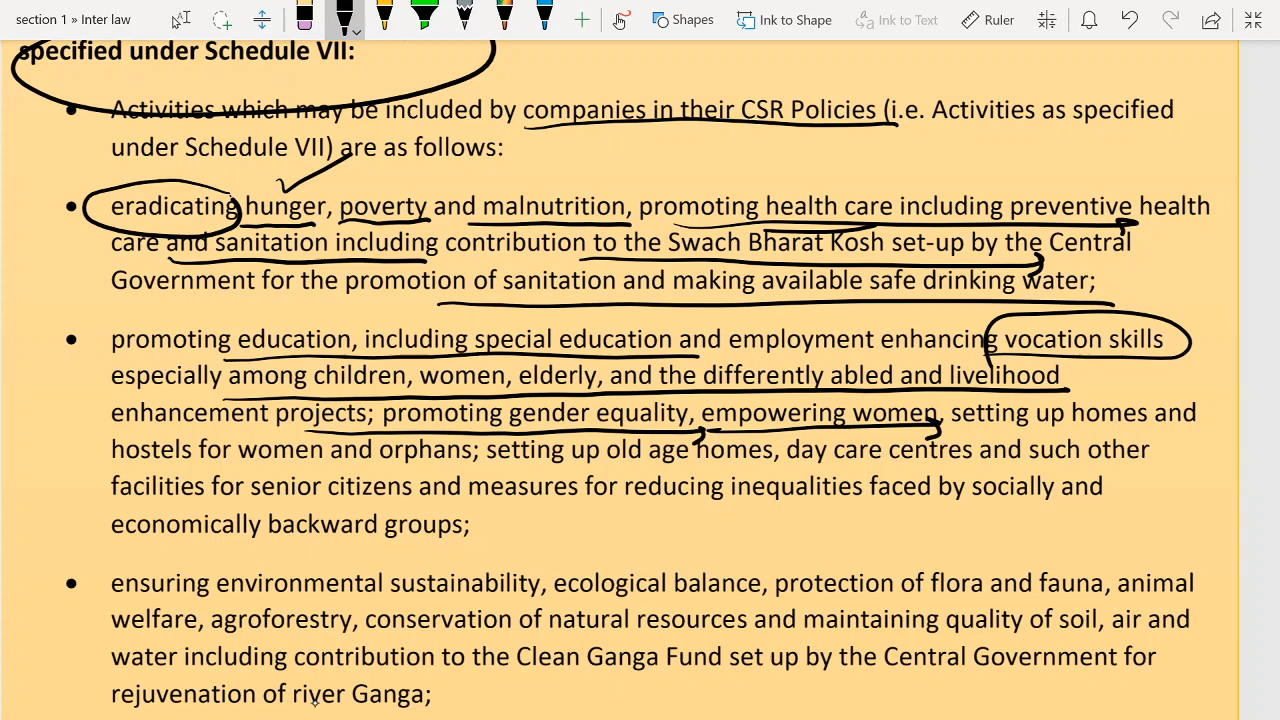 section 1 » Inter law
Shapes
Ink to Shape
Ink to Text
Ruler
specified under Schedule VII:
• Activities which may be included by companies in their CSR Policies (i.e. Activities as specified
under Schedule VII) are as follows:
• eradicating hunger, poverty and malnutrition, promoting health care including preventive health
care and sanitation including contribution to the Swach Bharat Kosh set-up by the Central
Government for the promotion of sanitation and making available safe drinking water;
• promoting education, including special education and employment enhancing vocation skills
especially among children, women, elderly, and the differently abled and livelihood
enhancement projects; promoting gender equality, empowering women, setting up homes and
hostels for women and orphans; setting up old age homes, day care centres and such other
facilities for senior citizens and measures for reducing inequalities faced by socially and
economically backward groups;
• ensuring environmental sustainability, ecological balance, protection of flora and fauna, animal
welfare, agroforestry, conservation of natural resources and maintaining quality of soil, air and
water including contribution to the Clean Ganga Fund set up by the Central Government for
rejuvenation of river Ganga;